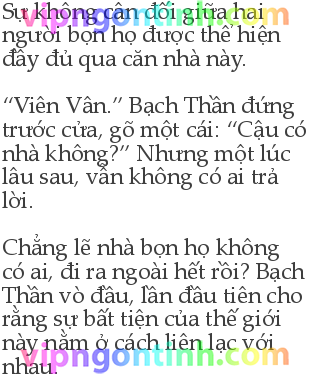 Sự không cân đối giữa hai
vipngontinh.com
người bọn họ được thể hiện
đầy đủ qua căn nhà này.
“Viên Vân.” Bạch Thần đứng
trước cửa, gõ một cái: “Cậu có
nhà không?” Nhưng một lúc
lâu sau, vẫn không có ai trả
lời.
Chẳng lẽ nhà bọn họ không
có ai, đi ra ngoài hết rồi? Bạch
Thần vò đầu, lần đầu tiên cho
rằng sự bất tiện của thế giới
này nằm ở cách liên lạc với
vipngontinh.com
nhau.